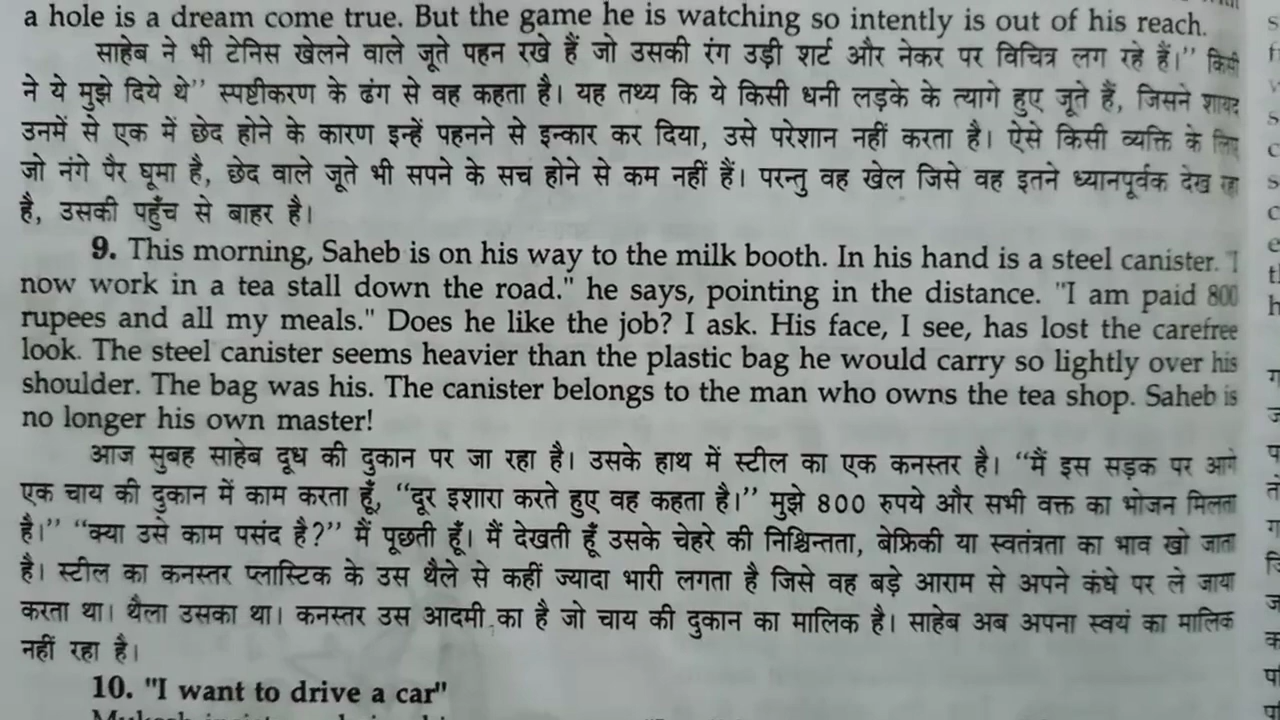 a hole is a dream come true. But the game he is watching so intently is out of his reach.
साहेब ने भी टेनिस खेलने वाले जूते पहन रखे हैं जो उसकी रंग उड़ी शर्ट और नेकर पर विचित्र लग रहे हैं।” किसी
ने ये मुझे दिये थे” स्पष्टीकरण के ढंग से वह कहता है। यह तथ्य कि ये किसी धनी लड़के के त्यागे हुए जूते हैं, जिसने शायद
उनमें से एक में छेद होने के कारण इन्हें पहनने से इन्कार कर दिया, उसे परेशान नहीं करता है। ऐसे किसी व्यक्ति के लिए
जो नंगे पैर घूमा है, छेद वाले जूते भी सपने के सच होने से कम नहीं हैं। परन्तु वह खेल जिसे वह इतने ध्यानपूर्वक देख रहा
है, उसकी पहुँच से बाहर है।
9. This morning, Saheb is on his way to the milk booth. In his hand is a steel canister. "I
now work in a tea stall down the road." he says, pointing in the distance. "I am paid 800
rupees and all my meals." Does he like the job? I ask. His face, I see, has lost the carefree
look. The steel canister seems heavier than the plastic bag he would carry so lightly over his
shoulder. The bag was his. The canister belongs to the man who owns the tea shop. Saheb is
no longer his own master!
आज सुबह साहेब दूध की दुकान पर जा रहा है। उसके हाथ में स्टील का एक कनस्तर है। “मैं इस सड़क पर आगे
एक चाय की दुकान में काम करता हूँ, “दूर इशारा करते हुए वह कहता है।” मुझे 800 रुपये और सभी वक्त का भोजन मिलता
है।” “क्या उसे काम पसंद है?” मैं पूछती हूँ। मैं देखती हूँ उसके चेहरे की निश्चिन्तता, बेफ्रिकी या स्वतंत्रता का भाव खो जाता
है। स्टील का कनस्तर प्लास्टिक के उस थैले से कहीं ज्यादा भारी लगता है जिसे वह बड़े आराम से अपने कंधे पर ले जाया
करता था। थैला उसका था। कनस्तर उस आदमी का है जो चाय की दुकान का मालिक है। साहेब अब अपना स्वयं का मालिक
नहीं रहा है।
10. "I want to drive a car"